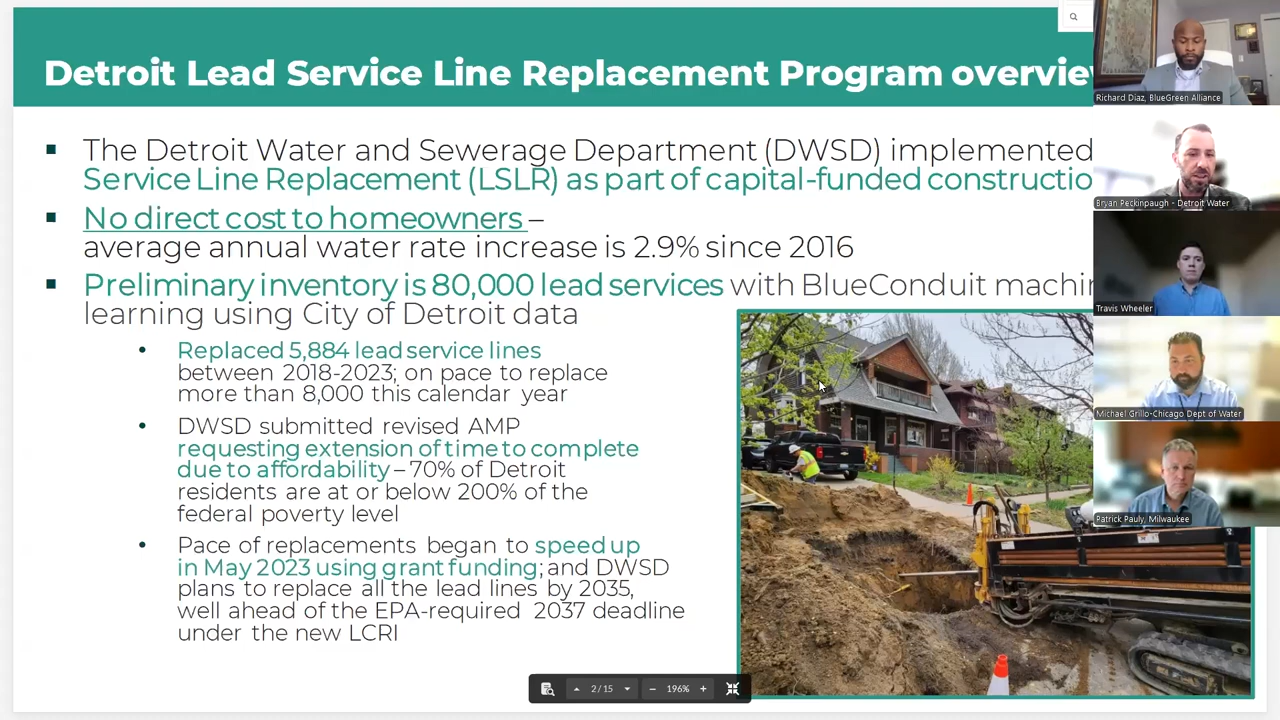 Detroit Lead Service Line Replacement Program
The Detroit Water and Sewerage Department (DWSD) implemented
Service Line Replacement (LSLR) as part of capital-funded
No direct cost to homeowners –
average annual water rate increase is 2.9% since 2016
Preliminary inventory is 80,000 lead services with BlueConduit
learning using City of Detroit data
Replaced 5,884 lead service lines
between 2018-2023; on pace to replace
more than 8,000 this calendar year
DWSD submitted revised AMP
requesting extension of time to complete
due to affordability – 70% of Detroit
residents are at or below 200% of the
federal poverty level
Pace of replacements began to speed up
in May 2023 using grant funding; and DWSD
plans to replace all the lead lines by 2035,
well ahead of the EPA-required 2037 deadline
under the new LCRI
Richard Diaz, BlueGreen Alliance
Bryan Peckinpaugh - Detroit Water
Travis Wheeler
Michael Grillo-Chicago Dept of Water
Patrick Pauly, Milwaukee
2/15
196%